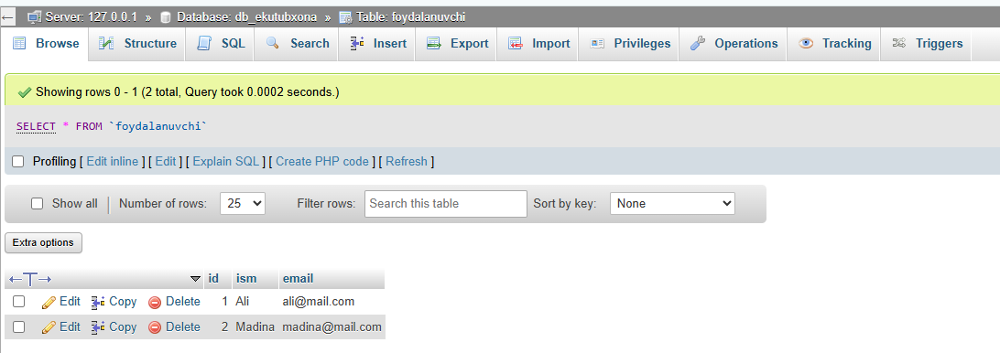 Server: 127.0.0.1 » Database: db_ekutubxona » Table: foydalanuvchi
Browse Structure SQL Search Insert Export Import Privileges Operations Tracking Triggers
Showing rows 0 - 1 (2 total, Query took 0.0002 seconds.)
SELECT * FROM `foydalanuvchi`
Profiling [ Edit inline ] [ Edit ] [ Explain SQL ] [ Create PHP code ] [ Refresh ]
Show all Number of rows: 25 Filter rows: Search this table Sort by key: None
Extra options
←T→ id ism email
Edit Copy Delete 1 Ali ali@mail.com
Edit Copy Delete 2 Madina madina@mail.com